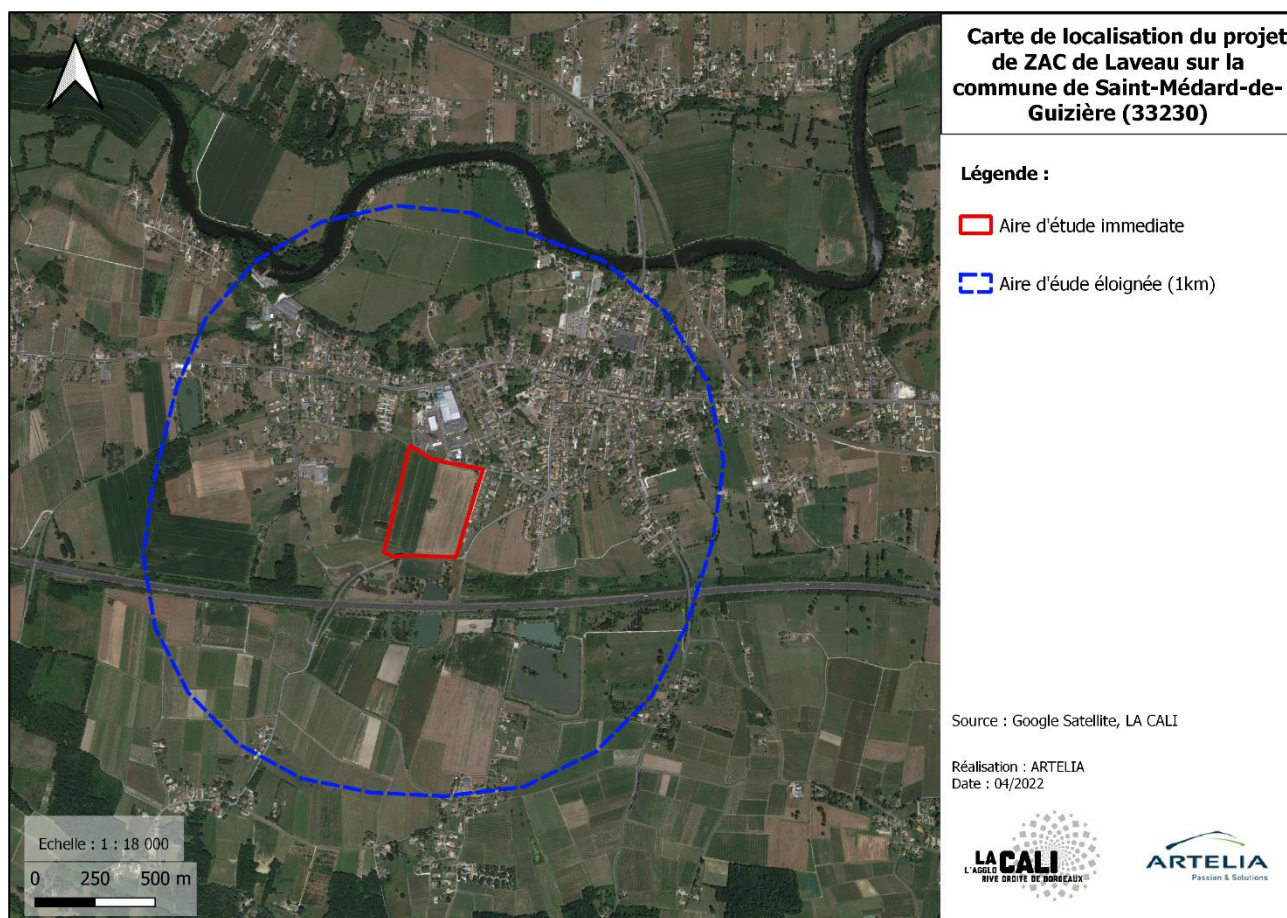 Carte de localisation du projet
de ZAC de Laveau sur la
commune de Saint-Médard-de-
Guizière (33230)
Légende :
Aire d'étude immediate
Aire d'éude éloignée (1km)
Source : Google Satellite, LA CALI
Réalisation : ARTELIA
Date : 04/2022
LA CALI
L'AGGLO
RIVE DROITE DE BORDEAUX
ARTELIA
Passion & Solutions
Echelle : 1 : 18 000
0 250 500 m